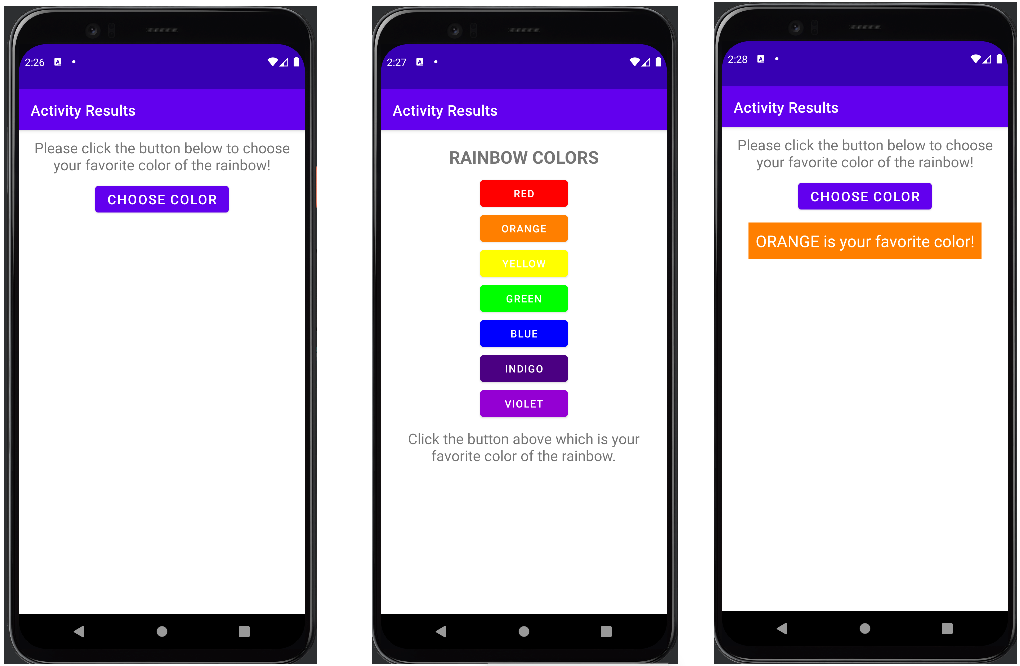 2:26
Activity Results
Please click the button below to choose
your favorite color of the rainbow!
CHOOSE COLOR
2:27
Activity Results
RAINBOW COLORS
RED
ORANGE
YELLOW
GREEN
BLUE
INDIGO
VIOLET
Click the button above which is your
favorite color of the rainbow.
2:28
Activity Results
Please click the button below to choose
your favorite color of the rainbow!
CHOOSE COLOR
ORANGE is your favorite color!